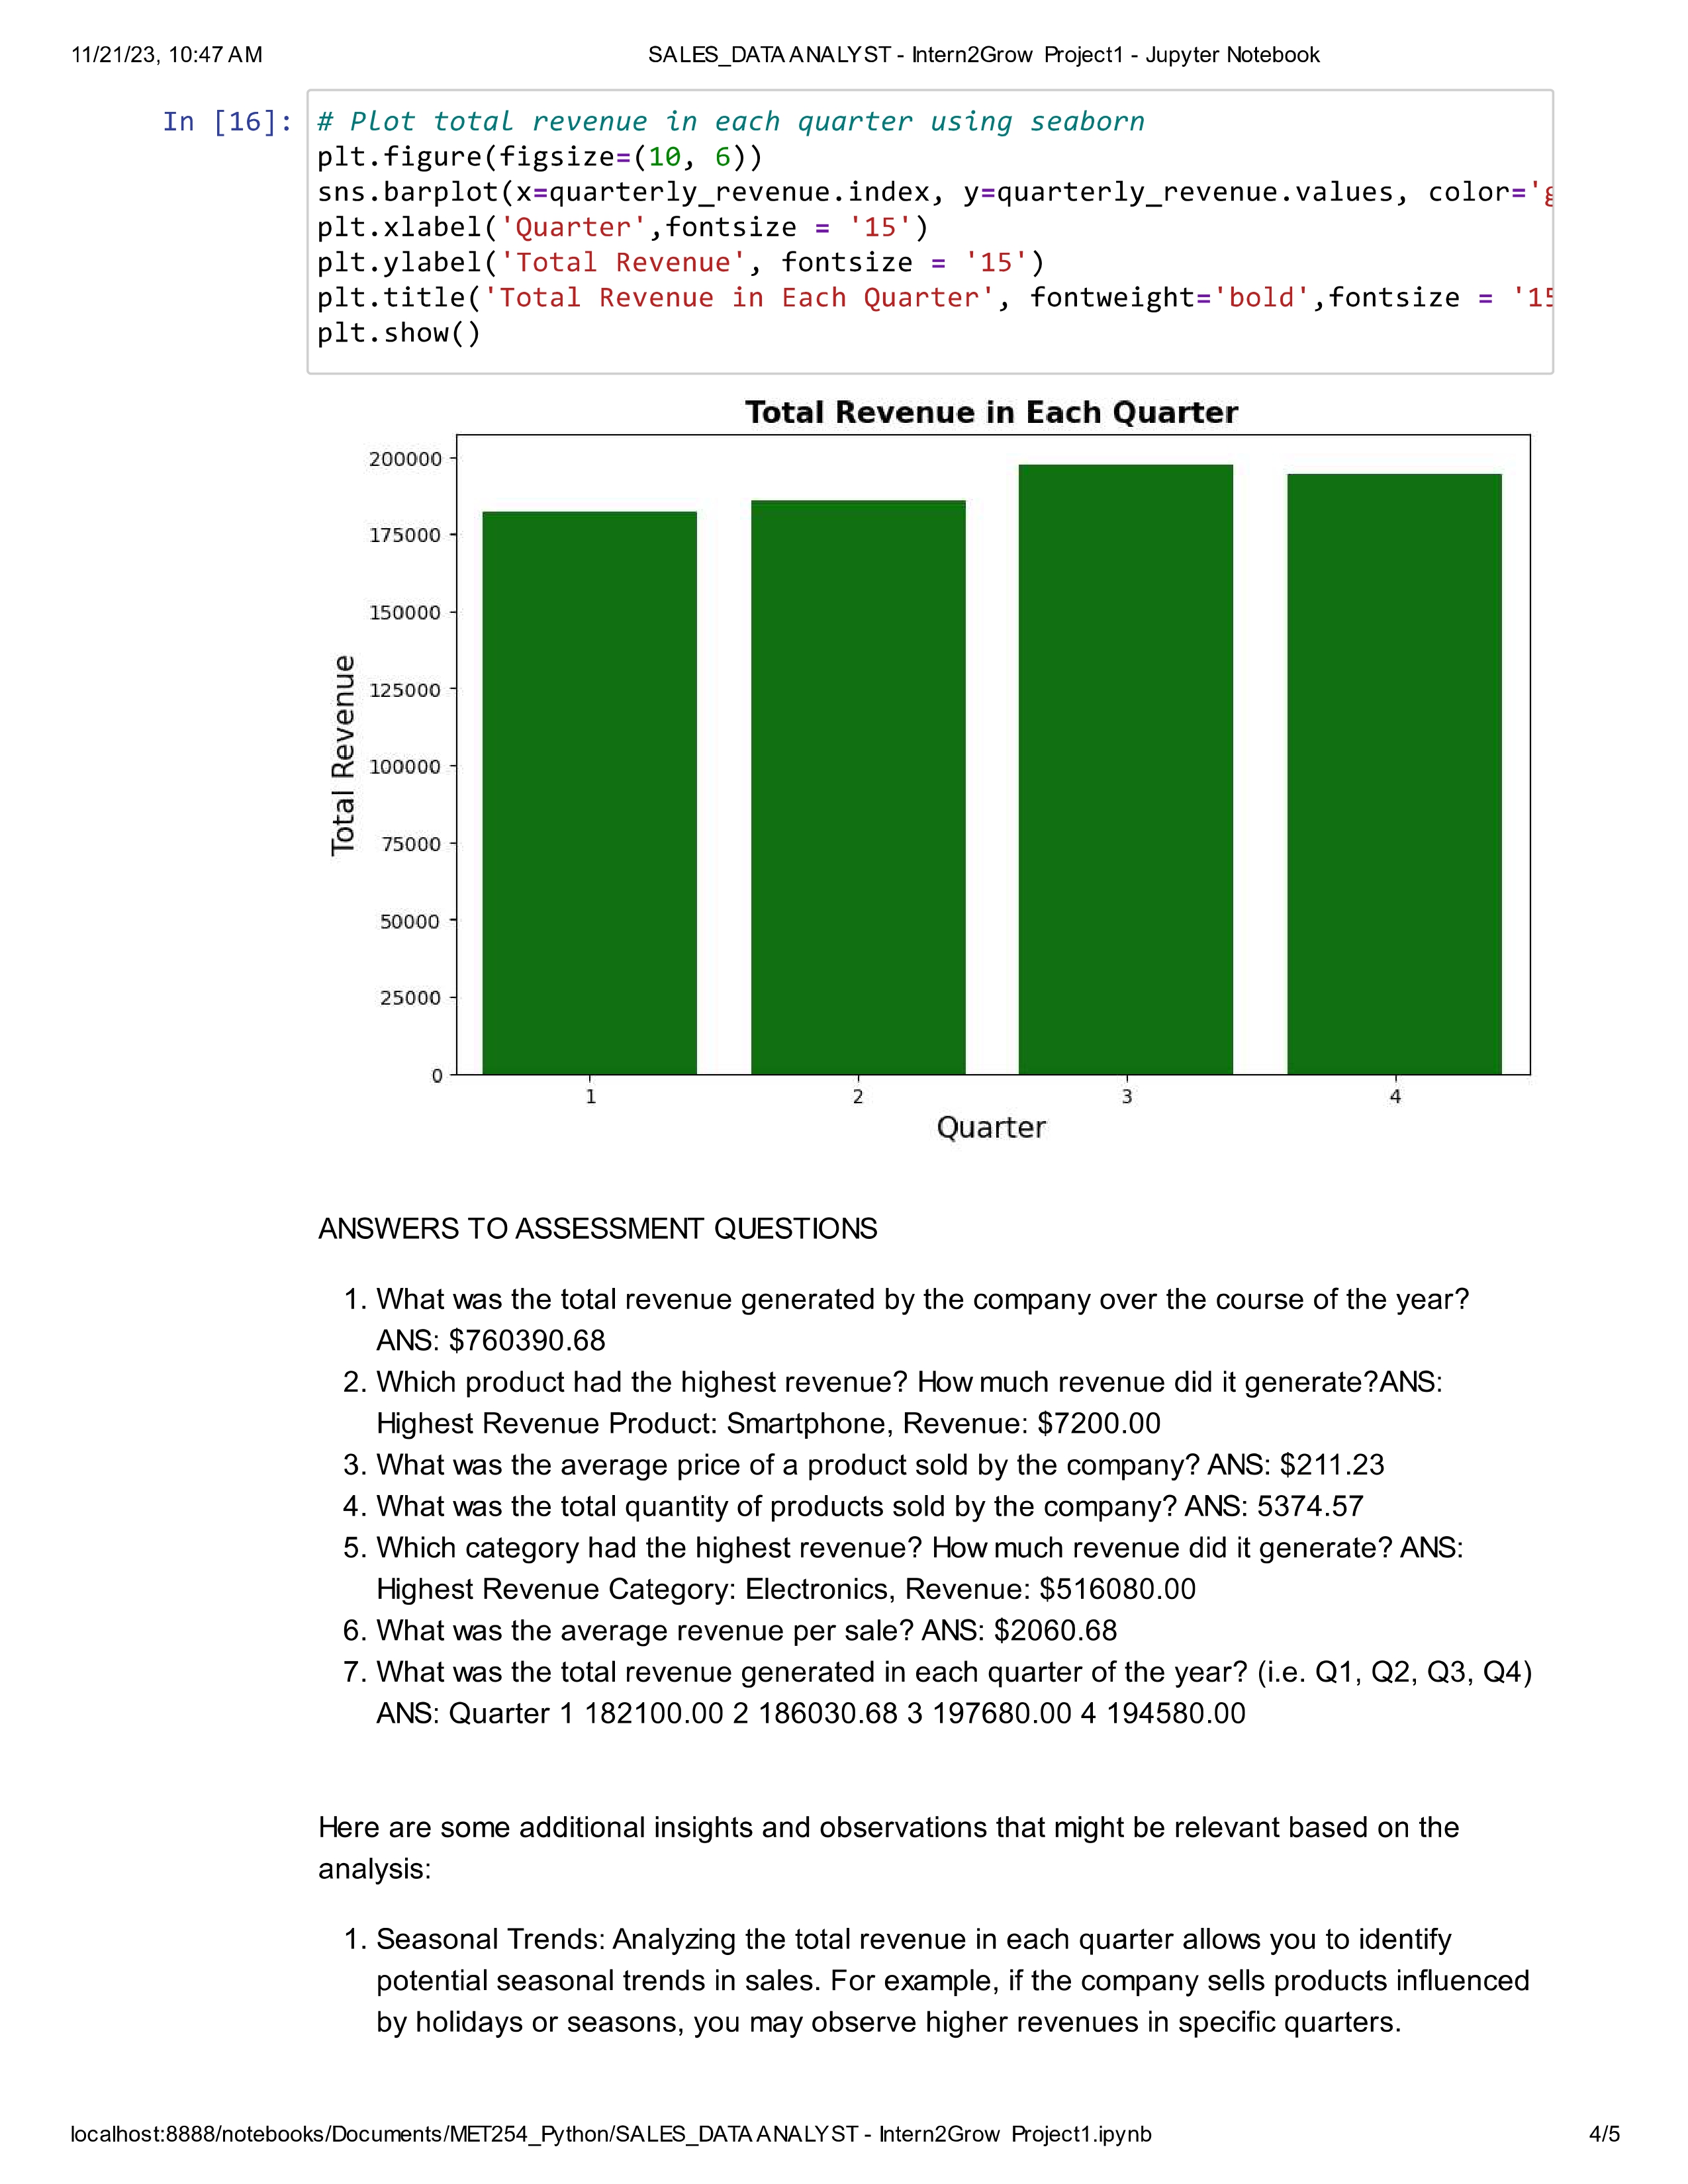 11/21/23, 10:47 AM SALES_DATA ANALYST - Intern2Grow Project1 - Jupyter Notebook
In [16]: # Plot total revenue in each quarter using seaborn
plt.figure(figsize=(10, 6))
sns.barplot(x=quarterly_revenue.index, y=quarterly_revenue.values, color='g
plt.xlabel('Quarter',fontsize = '15')
plt.ylabel('Total Revenue', fontsize = '15')
plt.title('Total Revenue in Each Quarter', fontweight='bold',fontsize = '15
plt.show()
Total Revenue in Each Quarter
Total Revenue
200000
175000
150000
125000
100000
75000
50000
25000
0
1 2 3 4
Quarter
ANSWERS TO ASSESSMENT QUESTIONS
1. What was the total revenue generated by the company over the course of the year?
ANS: $760390.68
2. Which product had the highest revenue? How much revenue did it generate?ANS:
Highest Revenue Product: Smartphone, Revenue: $7200.00
3. What was the average price of a product sold by the company? ANS: $211.23
4. What was the total quantity of products sold by the company? ANS: 5374.57
5. Which category had the highest revenue? How much revenue did it generate? ANS:
Highest Revenue Category: Electronics, Revenue: $516080.00
6. What was the average revenue per sale? ANS: $2060.68
7. What was the total revenue generated in each quarter of the year? (i.e. Q1, Q2, Q3, Q4)
ANS: Quarter 1 182100.00 2 186030.68 3 197680.00 4 194580.00
Here are some additional insights and observations that might be relevant based on the
analysis:
1. Seasonal Trends: Analyzing the total revenue in each quarter allows you to identify
potential seasonal trends in sales. For example, if the company sells products influenced
by holidays or seasons, you may observe higher revenues in specific quarters.
localhost:8888/notebooks/Documents/MET254_Python/SALES_DATA ANALYST - Intern2Grow Project1.ipynb 4/5